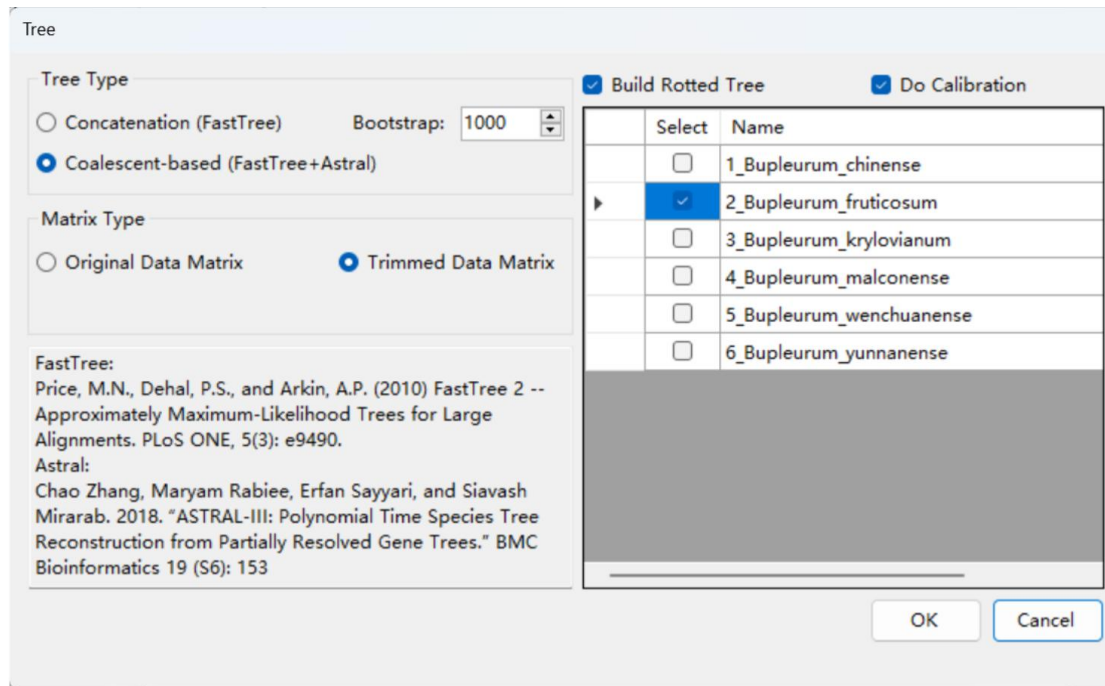 Tree
Tree Type
Concatenation (FastTree)
Bootstrap: 1000
Coalescent-based (FastTree+Astral)
Matrix Type
Original Data Matrix
Trimmed Data Matrix
FastTree:
Price, M.N., Dehal, P.S., and Arkin, A.P. (2010) FastTree 2 --
Approximately Maximum-Likelihood Trees for Large
Alignments. PLoS ONE, 5(3): e9490.
Astral:
Chao Zhang, Maryam Rabiee, Erfan Sayyari, and Siavash
Mirarab. 2018. “ASTRAL-III: Polynomial Time Species Tree
Reconstruction from Partially Resolved Gene Trees.” BMC
Bioinformatics 19 (S6): 153
Build Rotted Tree
Do Calibration
Select Name
1_Bupleurum_chinense
2_Bupleurum_fruticosum
3_Bupleurum_krylovianum
4_Bupleurum_malconense
5_Bupleurum_wenchuanense
6_Bupleurum_yunnanense
OK
Cancel